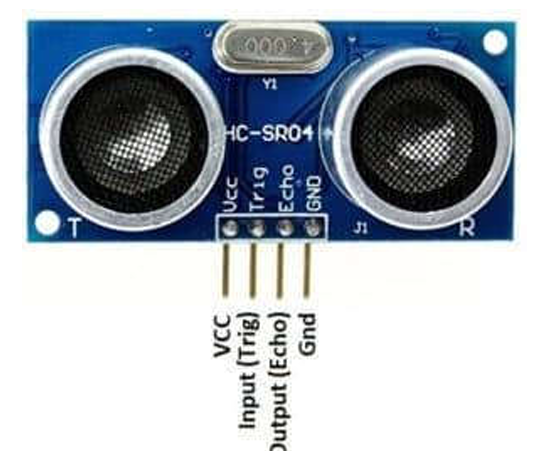 Y1
HC-SR04
Vcc
Trig
Echo
GND
T
J1
R
VCC
Input (Trig)
Output (Echo)
Gnd